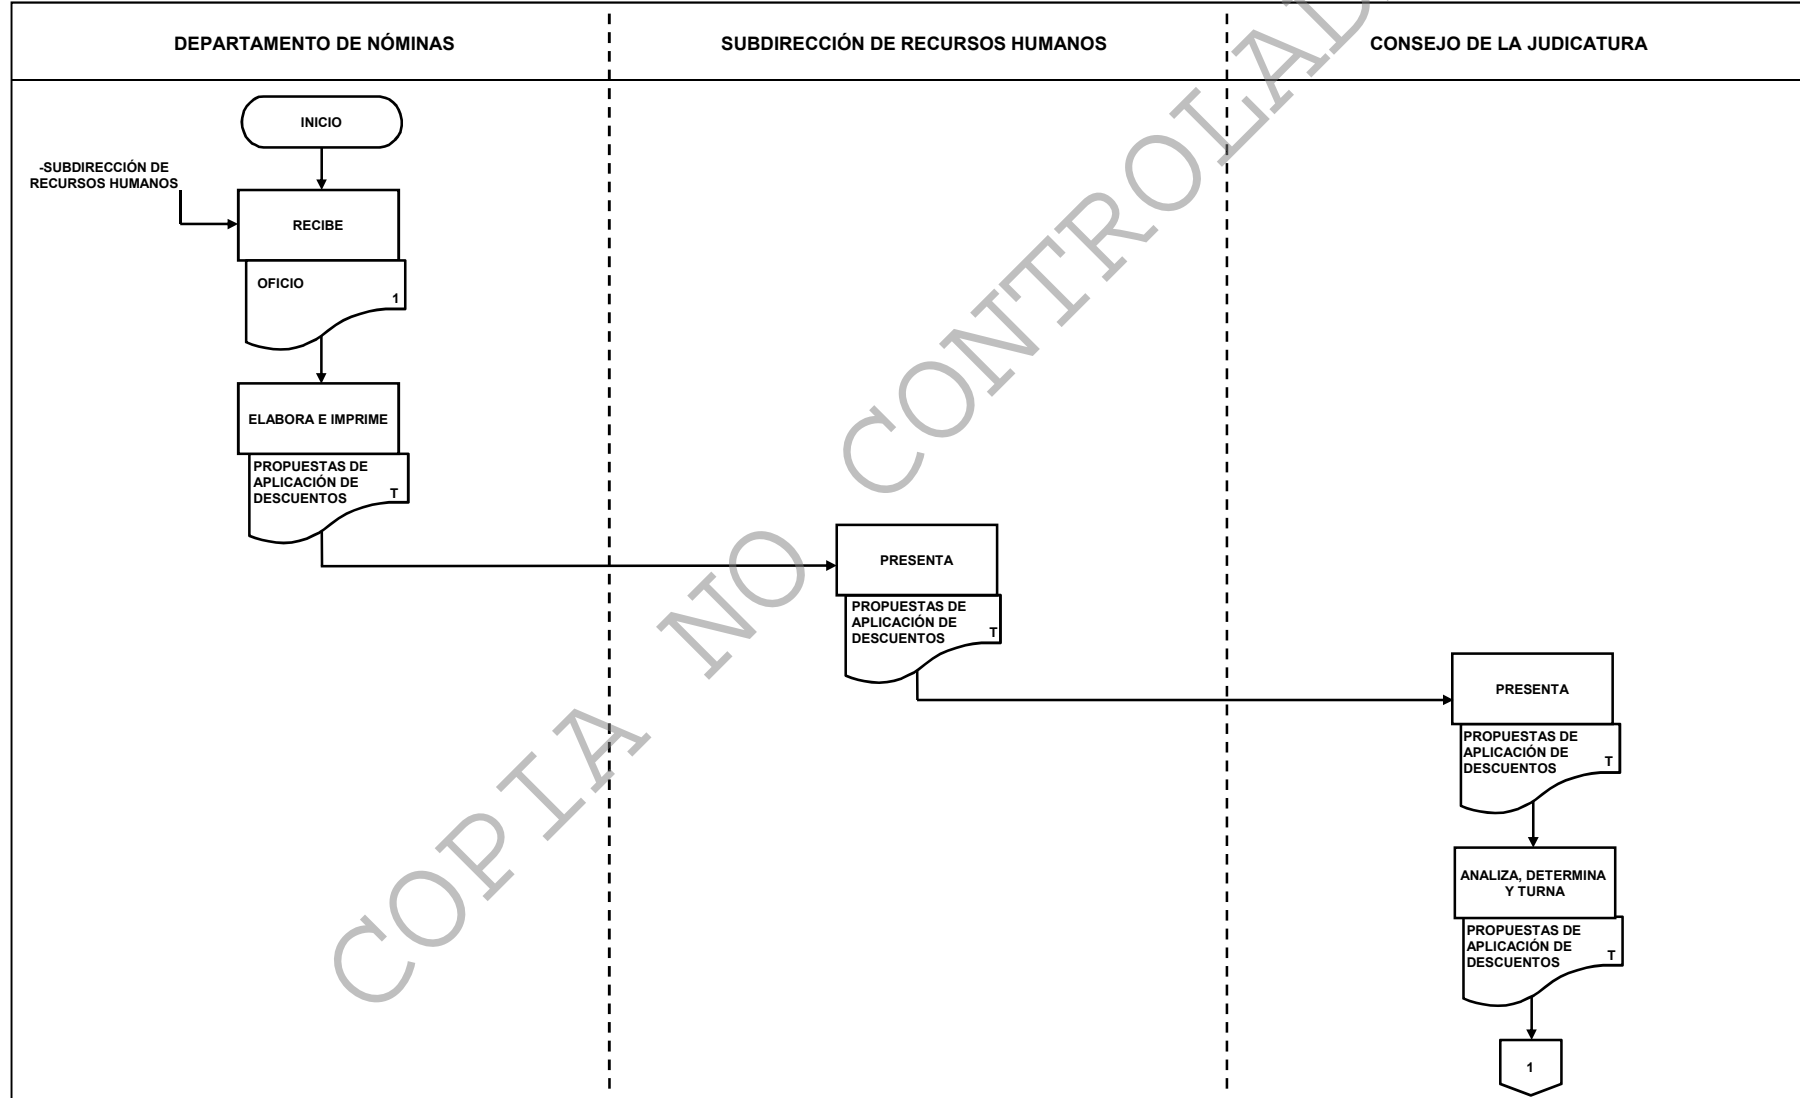 DEPARTAMENTO DE NÓMINAS
SUBDIRECCIÓN DE RECURSOS HUMANOS
CONSEJO DE LA JUDICATURA
INICIO
-SUBDIRECCIÓN DE
RECURSOS HUMANOS
RECIBE
OFICIO
1
ELABORA E IMPRIME
PROPUESTAS DE
APLICACIÓN DE
DESCUENTOS
T
PRESENTA
PROPUESTAS DE
APLICACIÓN DE
DESCUENTOS
T
PRESENTA
PROPUESTAS DE
APLICACIÓN DE
DESCUENTOS
T
ANALIZA, DETERMINA
Y TURNA
PROPUESTAS DE
APLICACIÓN DE
DESCUENTOS
T
1
COPIA NO CONTROLAD